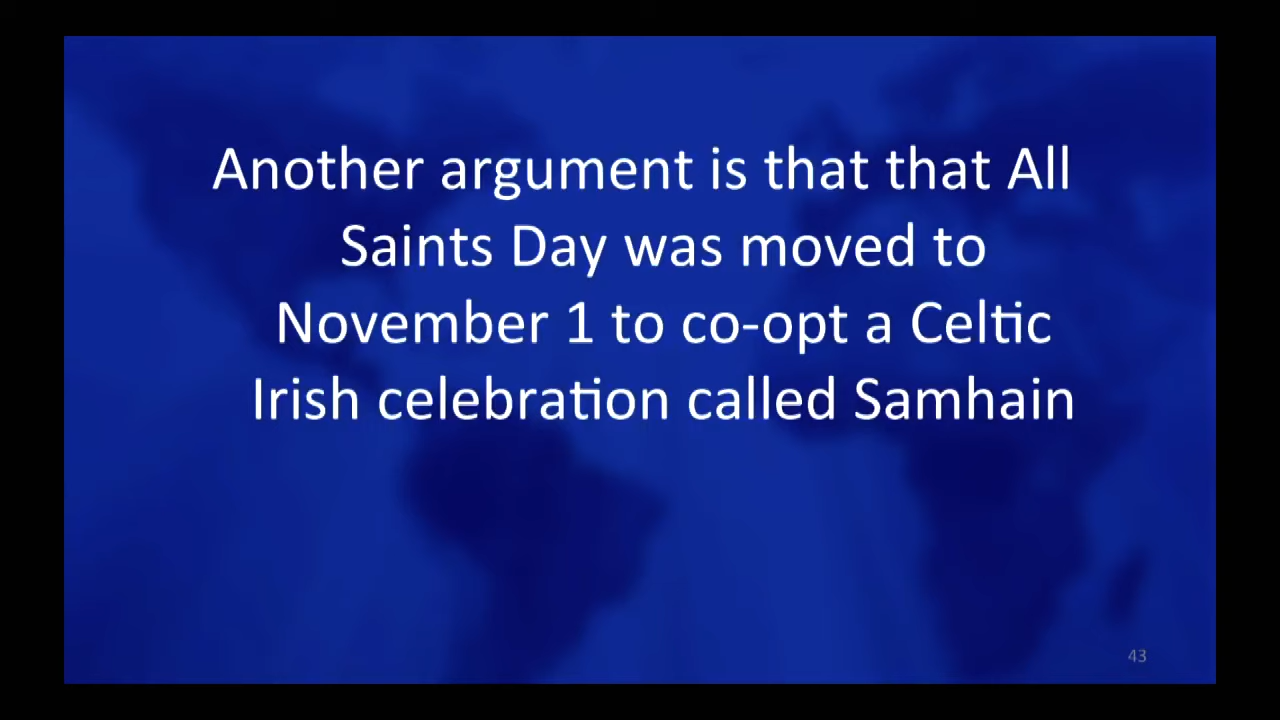 Another argument is that that All
Saints Day was moved to
November 1 to co-opt a Celtic
Irish celebration called Samhain
43